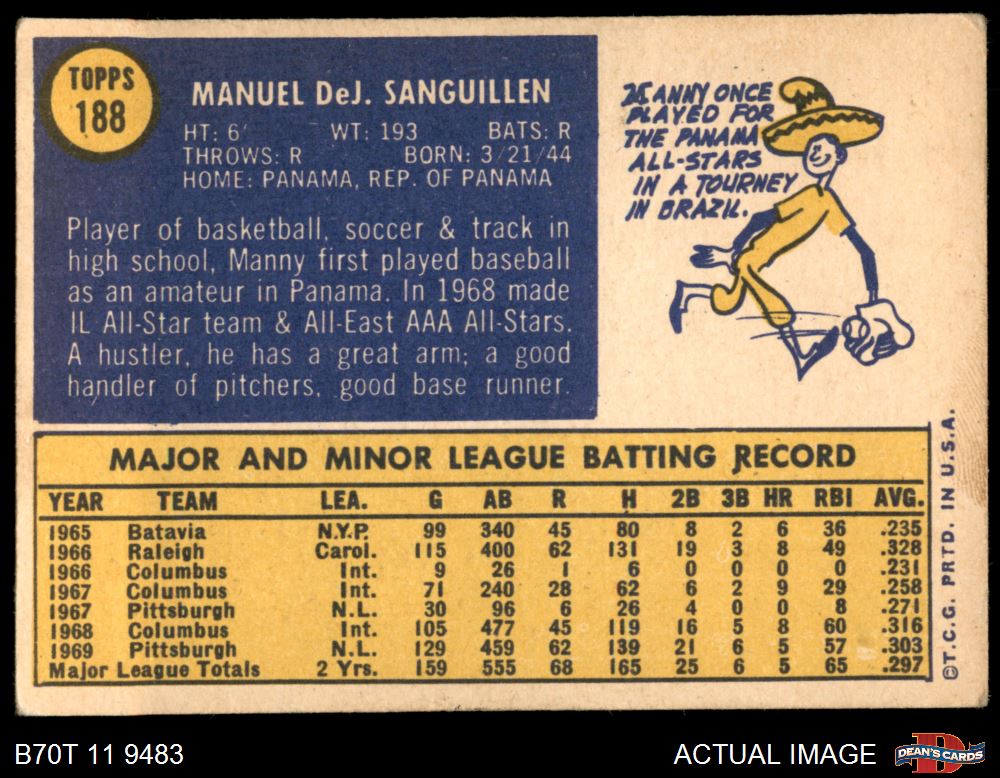 TOPPS
188
MANUEL DeJ. SANGUILLEN
HT: 6' WT: 193 BATS: R
THROWS: R BORN: 3/21/44
HOME: PANAMA, REP. OF PANAMA
Player of basketball, soccer & track in
high school, Manny first played baseball
as an amateur in Panama. In 1968 made
IL All-Star team & All-East AAA All-Stars.
A hustler, he has a great arm; a good
handler of pitchers, good base runner.
MANNY ONCE
PLAYED FOR
THE PANAMA
ALL-STARS
IN A TOURNEY
IN BRAZIL.
MAJOR AND MINOR LEAGUE BATTING RECORD
YEAR TEAM LEA. G AB R H 2B 3B HR RBI AVG.
1965 Batavia N.Y.P. 99 340 45 80 8 2 6 36 .235
1966 Raleigh Carol. 115 400 62 131 19 3 8 49 .328
1966 Columbus Int. 9 26 1 6 0 0 0 0 .231
1967 Columbus Int. 71 240 28 62 6 2 9 29 .258
1967 Pittsburgh N.L. 30 96 6 26 4 0 0 8 .271
1968 Columbus Int. 105 477 45 119 16 5 8 60 .316
1969 Pittsburgh N.L. 129 459 62 139 21 6 5 57 .303
Major League Totals 2 Yrs. 159 555 68 165 25 6 5 65 .297
©T.C.G. PRTD. IN U.S.A.
B70T 11 9483
ACTUAL IMAGE
DEAN'S CARDS